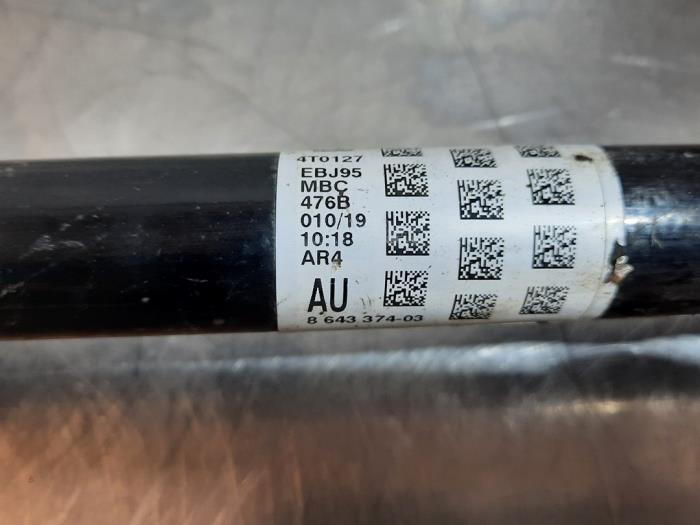 4T0127
EBJ95
MBC
476B
010/19
10:18
AR4
AU
8 643 374-03